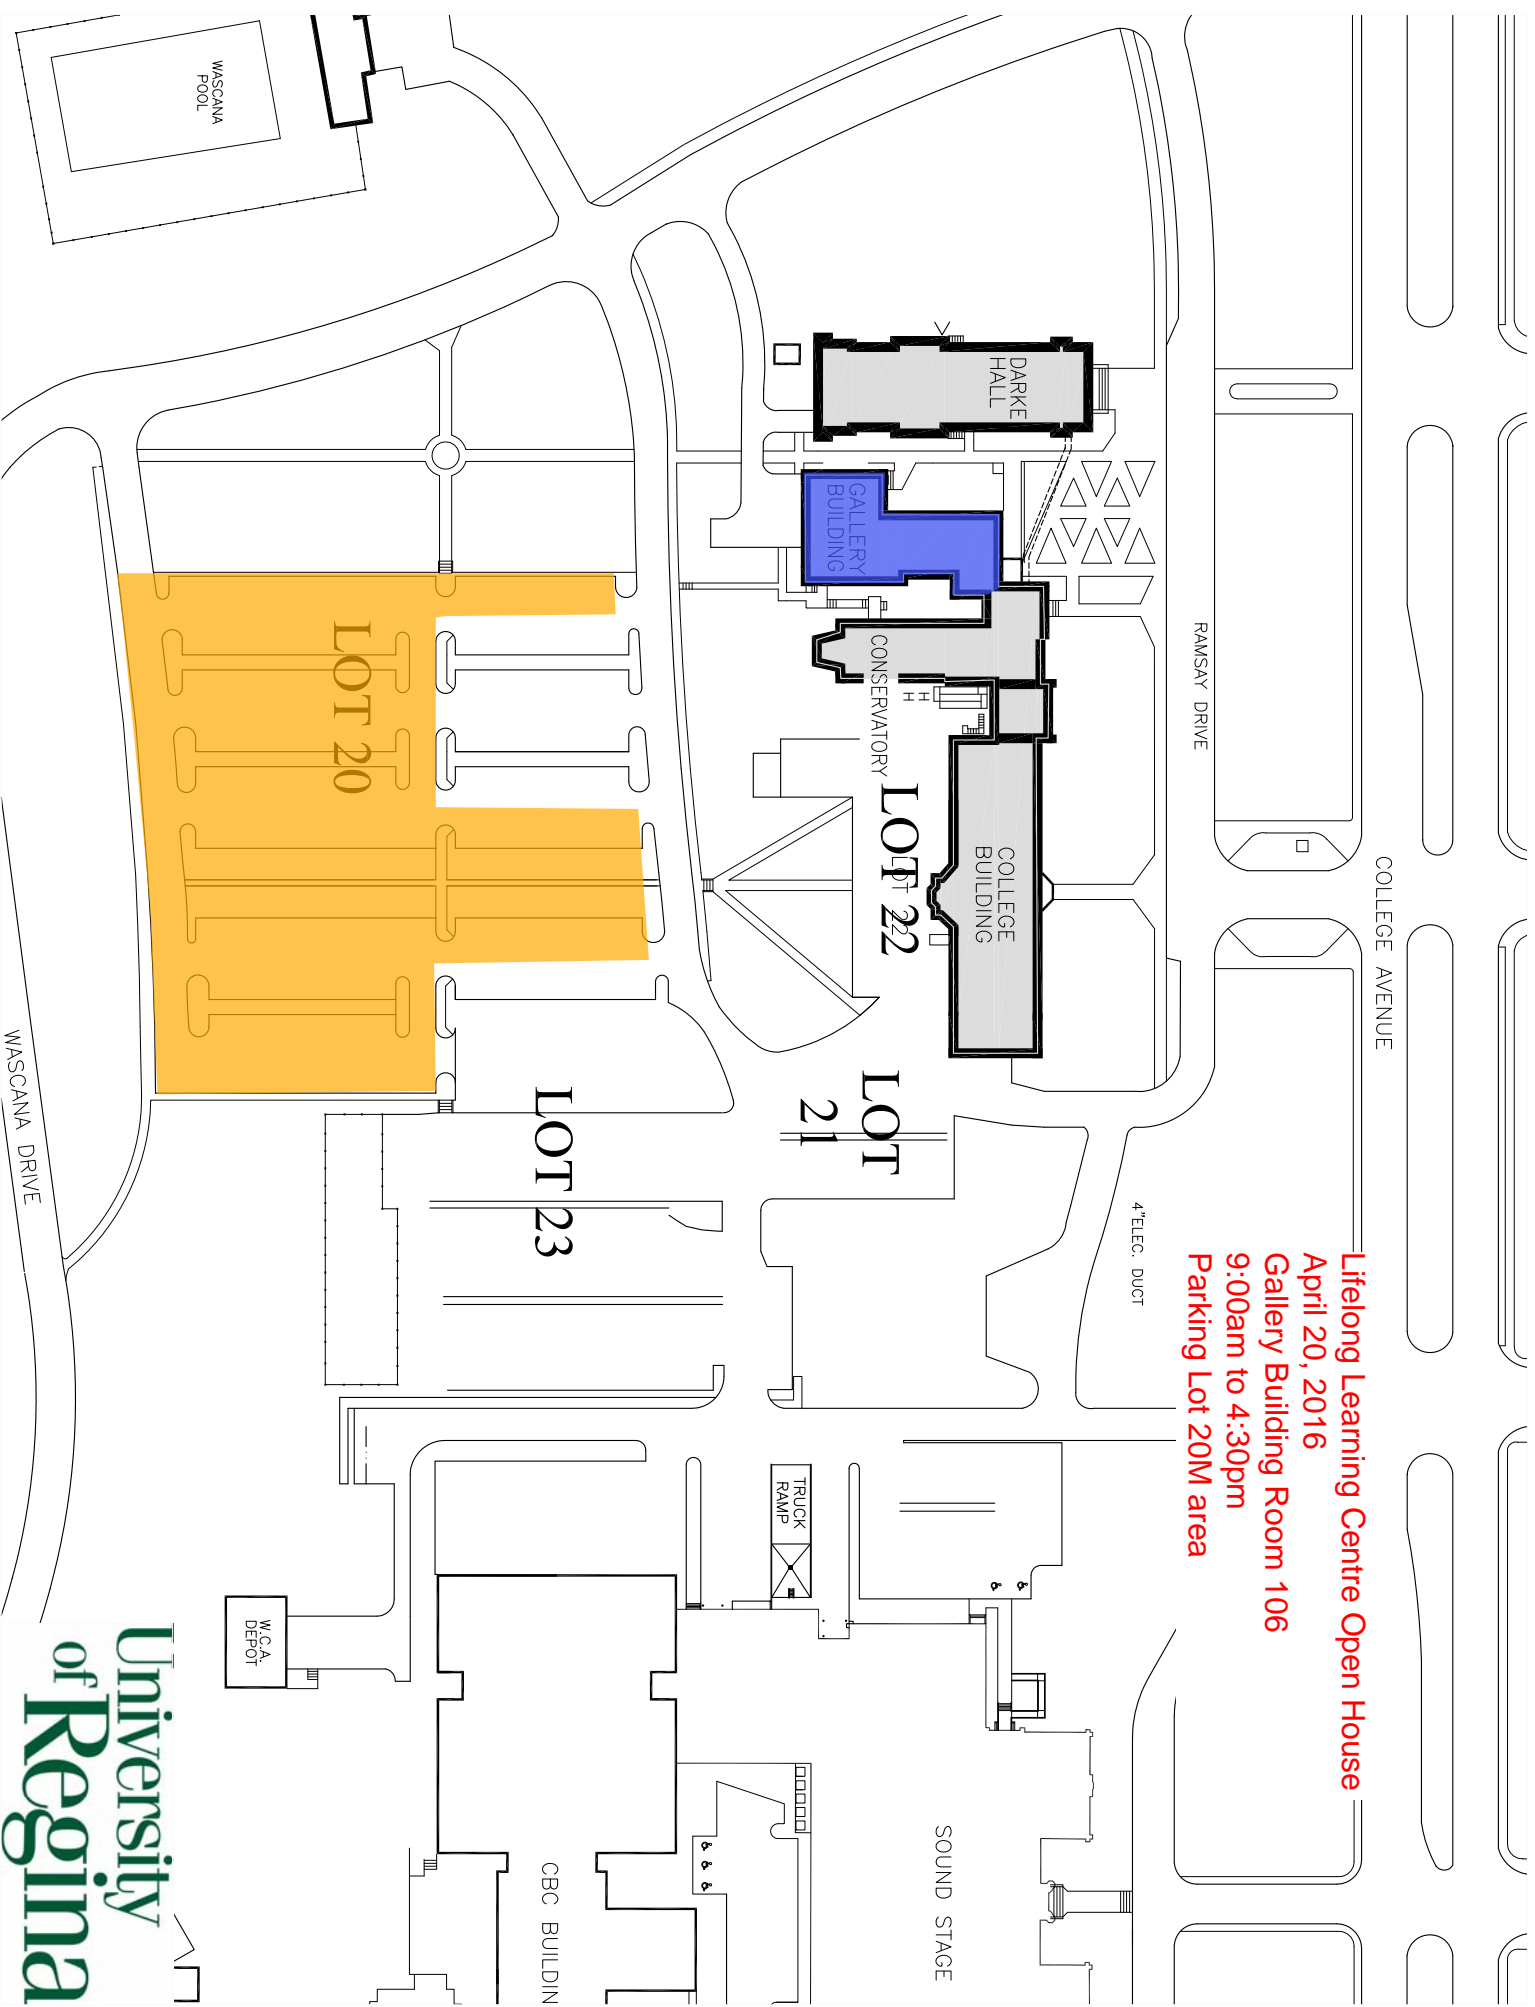 COLLEGE AVENUE
Lifelong Learning Centre Open House
April 20, 2016
Gallery Building Room 106
9:00am to 4:30pm
Parking Lot 20M area
RAMSAY DRIVE
4"ELEC. DUCT
DARKE
HALL
COLLEGE
BUILDING
GALLERY
BUILDING
CONSERVATORY
H
H
LOT 22
LOT 22
LOT
21
SOUND STAGE
TRUCK
RAMP
LOT 23
CBC BUILDIN
LOT 20
WASCANA
POOL
W.C.A.
DEPOT
WASCANA DRIVE
University
of Regina